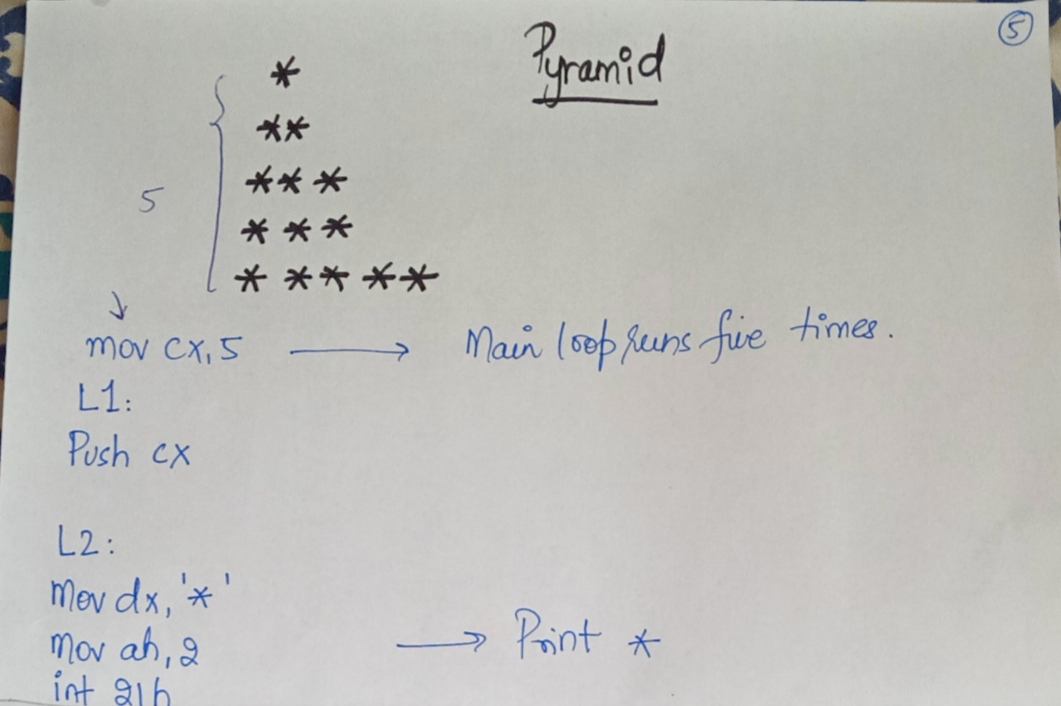 Pyramid
5
*
**
***
***
*****
5
mov cx, 5 → Main loop runs five times.
L1:
Push cx
L2:
Mov dx, '*'
Mov ah, 2 → Print *
int 21h